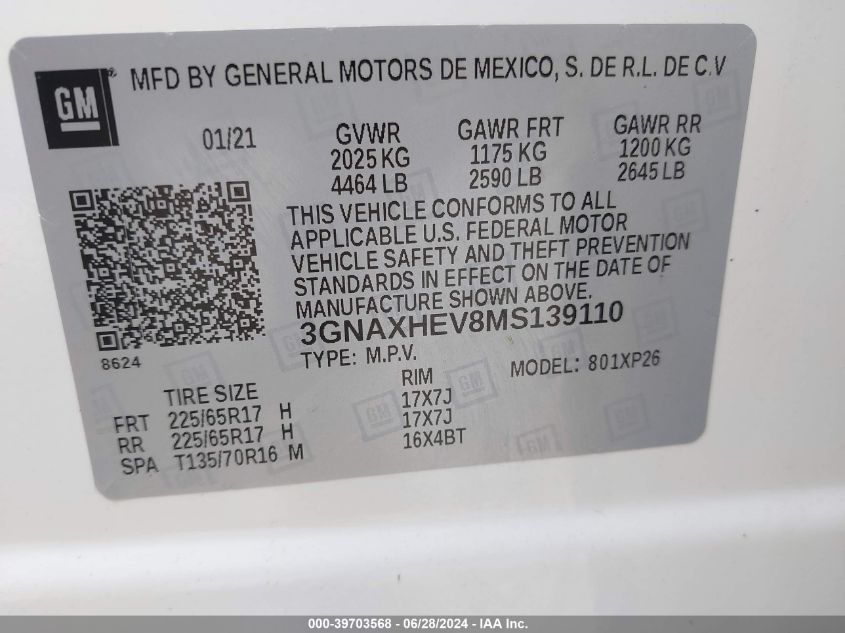 GM
MFD BY GENERAL MOTORS DE MEXICO, S. DE R.L. DE C.V
01/21
GVWR GAWR FRT GAWR RR
2025 KG 1175 KG 1200 KG
4464 LB 2590 LB 2645 LB
THIS VEHICLE CONFORMS TO ALL
APPLICABLE U.S. FEDERAL MOTOR
VEHICLE SAFETY AND THEFT PREVENTION
STANDARDS IN EFFECT ON THE DATE OF
MANUFACTURE SHOWN ABOVE.
3GNAXHEV8MS139110
8624
TYPE: M.P.V. MODEL: 801XP26
TIRE SIZE RIM
FRT 225/65R17 H 17X7J
RR 225/65R17 H 17X7J
SPA T135/70R16 M 16X4BT
000-39703568 - 06/28/2024 - IAA Inc.